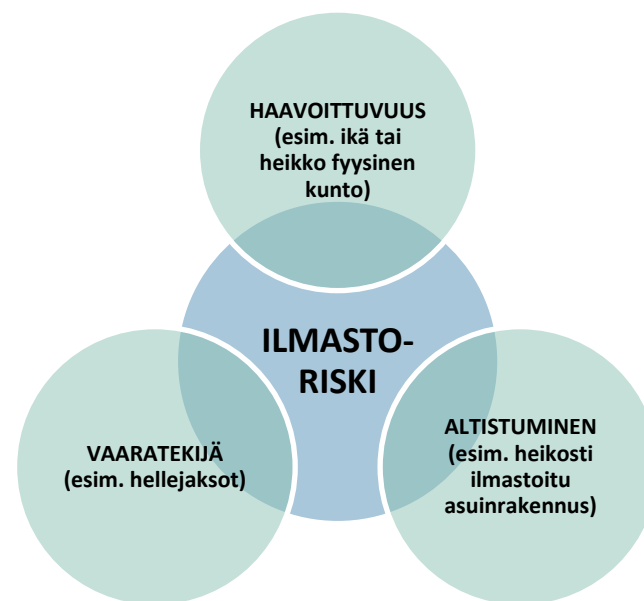 HAAVOITTUVUUS
(esim. ikä tai
heikko fyysinen
kunto)
ILMASTO-
RISKI
VAARATEKIJÄ
(esim. hellejaksot)
ALTISTUMINEN
(esim. heikosti
ilmastoitu
asuinrakennus)